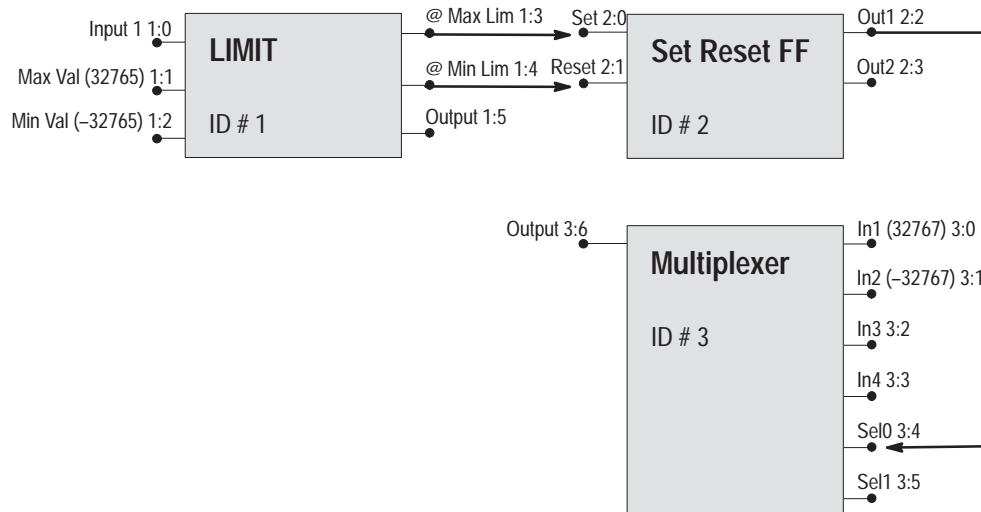 Input 1 1:0
Max Val (32765) 1:1
Min Val (–32765) 1:2
LIMIT
ID # 1
@ Max Lim 1:3
@ Min Lim 1:4
Output 1:5
Set 2:0
Reset 2:1
Set Reset FF
ID # 2
Out1 2:2
Out2 2:3
Output 3:6
Multiplexer
ID # 3
In1 (32767) 3:0
In2 (–32767) 3:1
In3 3:2
In4 3:3
Sel0 3:4
Sel1 3:5